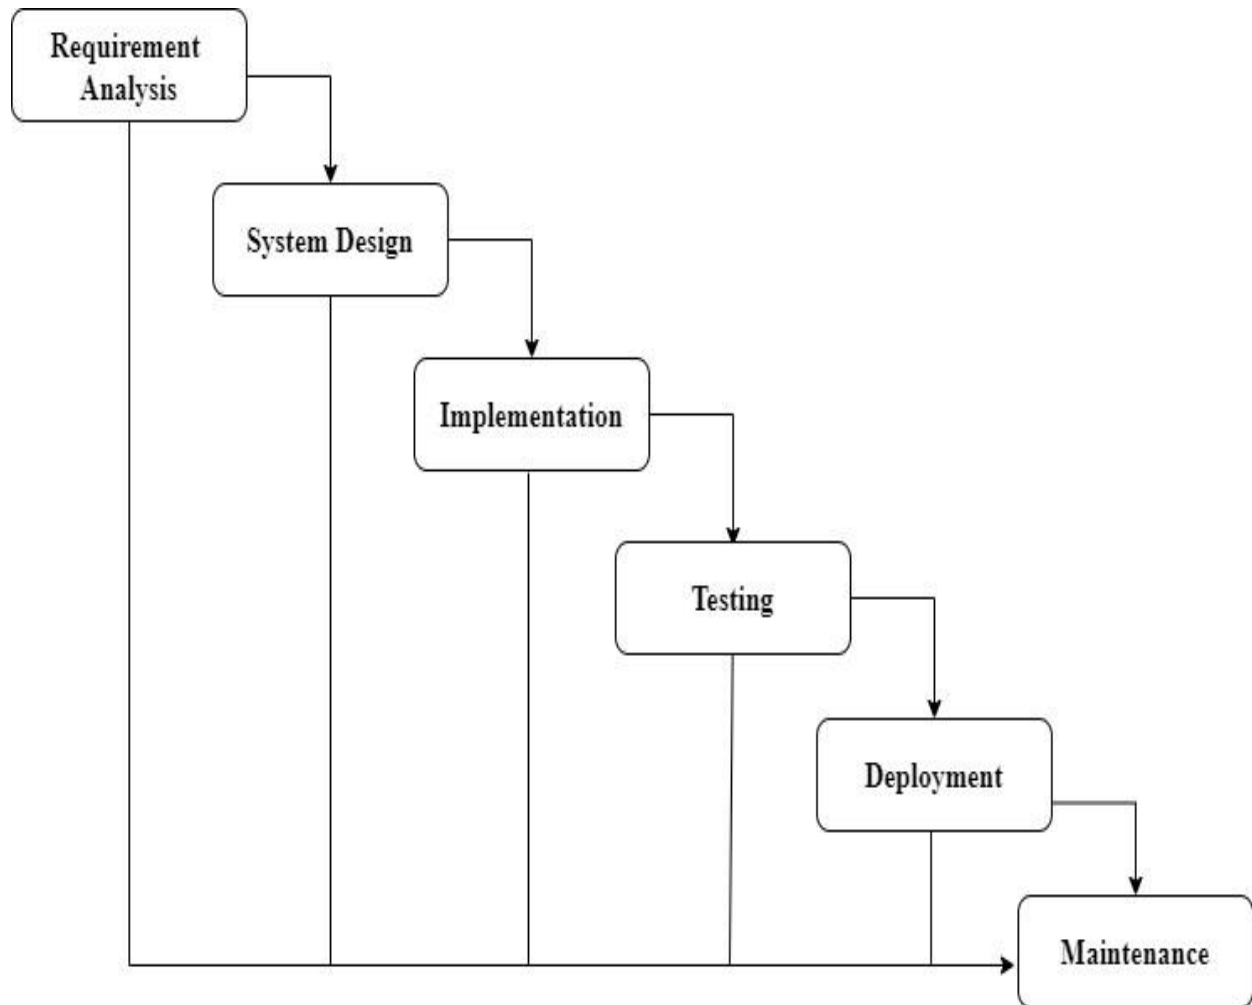 Requirement
Analysis
System Design
Implementation
Testing
Deployment
Maintenance